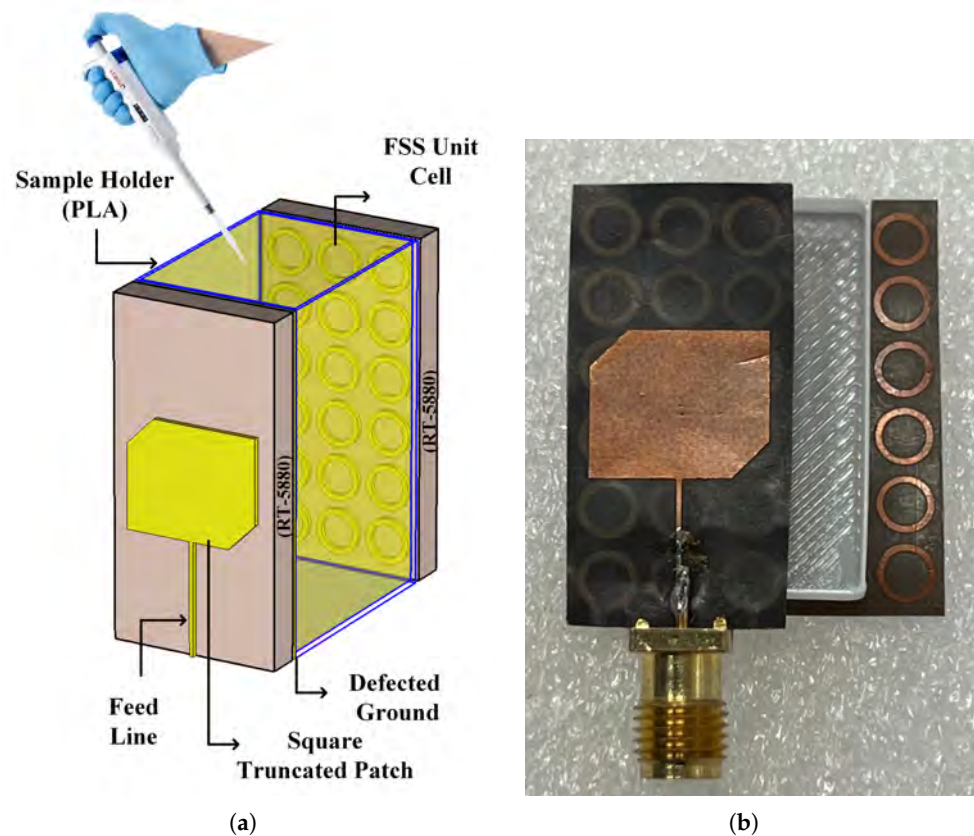 FSS Unit
Cell
Sample Holder
(PLA)
(RT-5880)
(RT-5880)
Feed
Line
Defected
Ground
Square
Truncated Patch
(a)
(b)